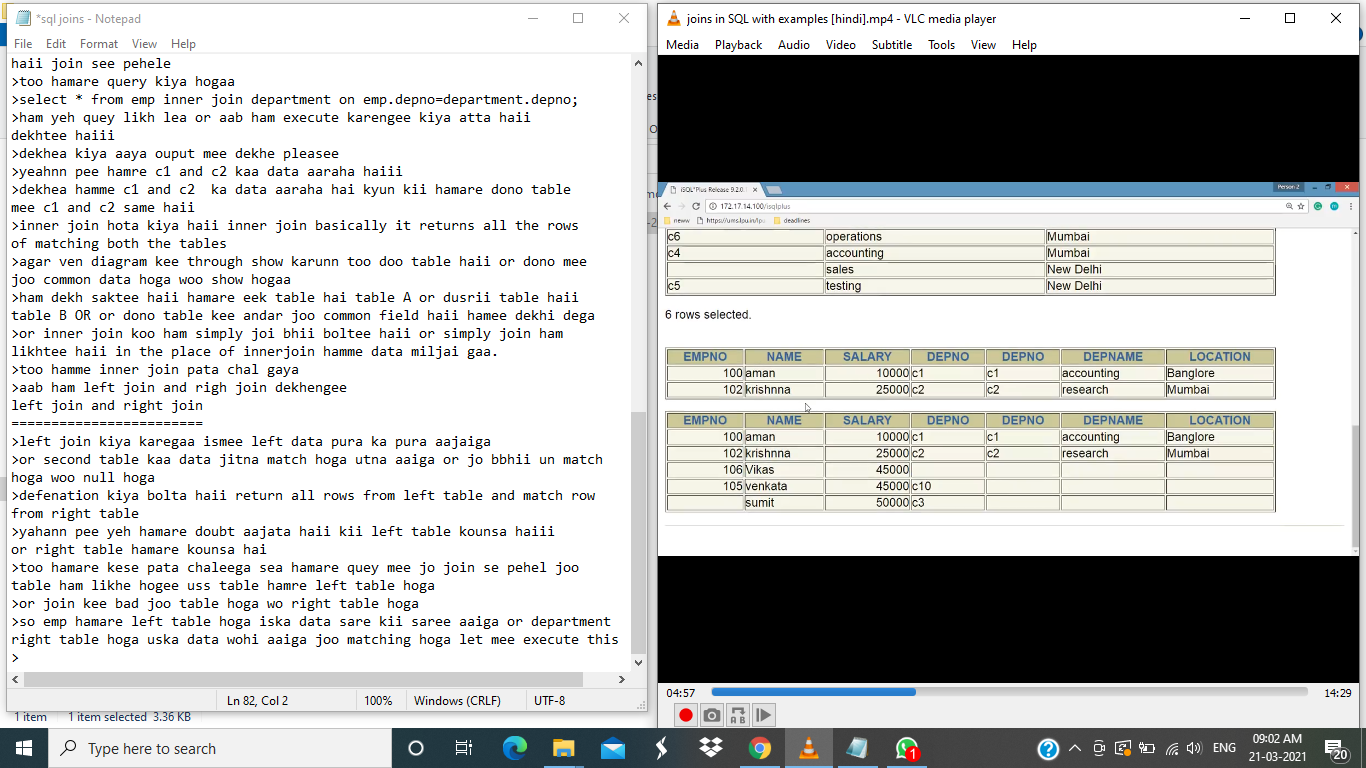 *sql joins - Notepad
File Edit Format View Help
haii join see pehele
>too hamare query kiya hogaa
>select * from emp inner join department on emp.depno=department.depno;
>ham yeh quey likh lea or aab ham execute karengee kiya atta haii
dekhtee haiii
>dekhea kiya aaya ouput mee dekhe pleasee
>yeahnn pee hamre c1 and c2 kaa data aaraha haiii
>dekhea hamme c1 and c2  ka data aaraha hai kyun kii hamare dono table
mee c1 and c2 same haii
>inner join hota kiya haii inner join basically it returns all the rows
of matching both the tables
>agar ven diagram kee through show karunn too doo table haii or dono mee
joo common data hoga woo show hogaa
>ham dekh saktee haii hamare eek table hai table A or dusrii table haii
table B OR or dono table kee andar joo common field haii hamee dekhi dega
>or inner join koo ham simply joi bhii boltee haii or simply join ham
likhtee haii in the place of innerjoin hamme data miljai gaa.
>too hamme inner join pata chal gaya
>aab ham left join and righ join dekhengee
left join and right join
========================
>left join kiya karegaa ismee left data pura ka pura aajaiga
>or second table kaa data jitna match hoga utna aaiga or jo bbhii un match
hoga woo null hoga
>defenation kiya bolta haii return all rows from left table and match row
from right table
>yahann pee yeh hamare doubt aajata haii kii left table kounsa haiii
or right table hamare kounsa hai
>too hamare kese pata chaleega sea hamare quey mee jo join se pehel joo
table ham likhe hogee uss table hamre left table hoga
>or join kee bad joo table hoga wo right table hoga
>so emp hamare left table hoga iska data sare kii saree aaiga or department
right table hoga uska data wohi aaiga joo matching hoga let mee execute this
>
Ln 82, Col 2 100% Windows (CRLF) UTF-8
1 item 1 item selected 3.36 KB
joins in SQL with examples [hindi].mp4 - VLC media player
Media Playback Audio Video Subtitle Tools View Help
iSQL*Plus Release 9.2.0. Person 2
172.17.14.100/isqlplus
neww https://ums.lpu.in/lpu deadlines
c6 operations Mumbai
c4 accounting Mumbai
sales New Delhi
c5 testing New Delhi
6 rows selected.
EMPNO NAME SALARY DEPNO DEPNO DEPNAME LOCATION
100 aman 10000 c1 c1 accounting Banglore
102 krishnna 25000 c2 c2 research Mumbai
EMPNO NAME SALARY DEPNO DEPNO DEPNAME LOCATION
100 aman 10000 c1 c1 accounting Banglore
102 krishnna 25000 c2 c2 research Mumbai
106 Vikas 45000
105 venkata 45000 c10
sumit 50000 c3
04:57 14:29
A B
Type here to search
1
ENG
09:02 AM
21-03-2021
20